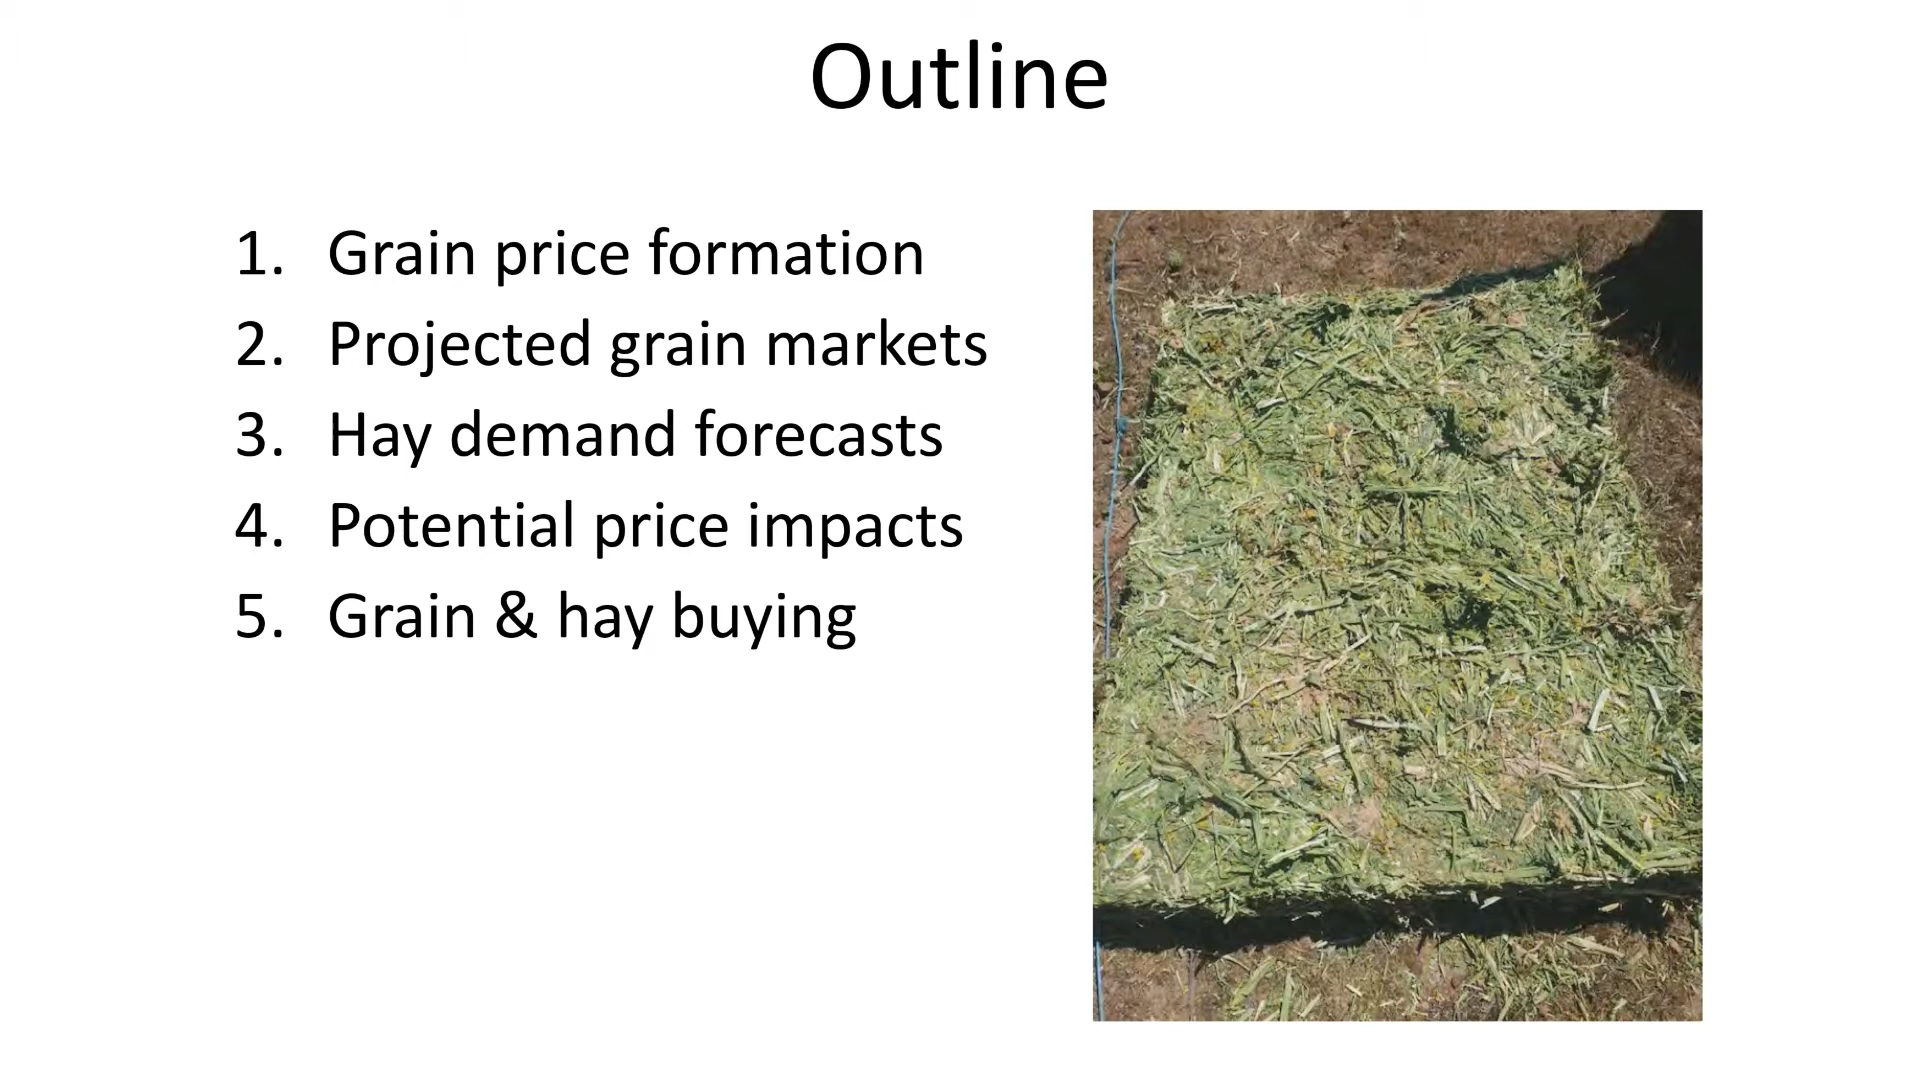 Outline
1. Grain price formation
2. Projected grain markets
3. Hay demand forecasts
4. Potential price impacts
5. Grain & hay buying